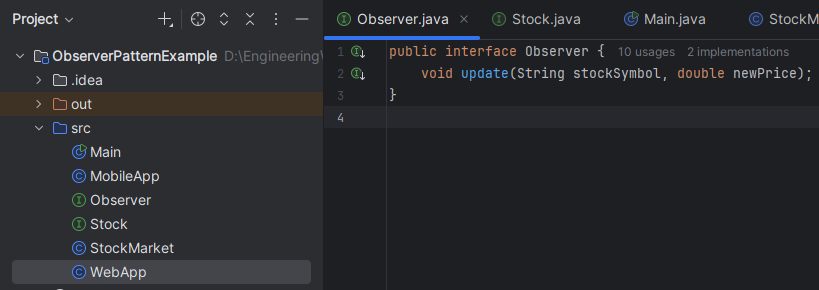 Project
ObserverPatternExample D:\Engineering\
.idea
out
src
Main
MobileApp
Observer
Stock
StockMarket
WebApp
Observer.java
Stock.java
Main.java
StockM
1 public interface Observer { 10 usages 2 implementations
2 void update(String stockSymbol, double newPrice);
3 }
4